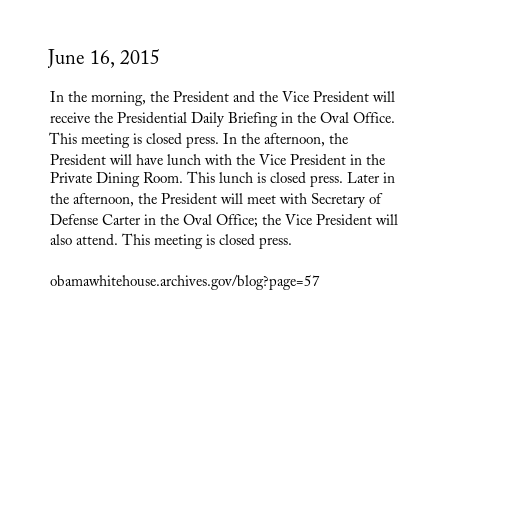 June 16, 2015
In the morning, the President and the Vice President will
receive the Presidential Daily Briefing in the Oval Office.
This meeting is closed press. In the afternoon, the
President will have lunch with the Vice President in the
Private Dining Room. This lunch is closed press. Later in
the afternoon, the President will meet with Secretary of
Defense Carter in the Oval Office; the Vice President will
also attend. This meeting is closed press.
obamawhitehouse.archives.gov/blog?page=57